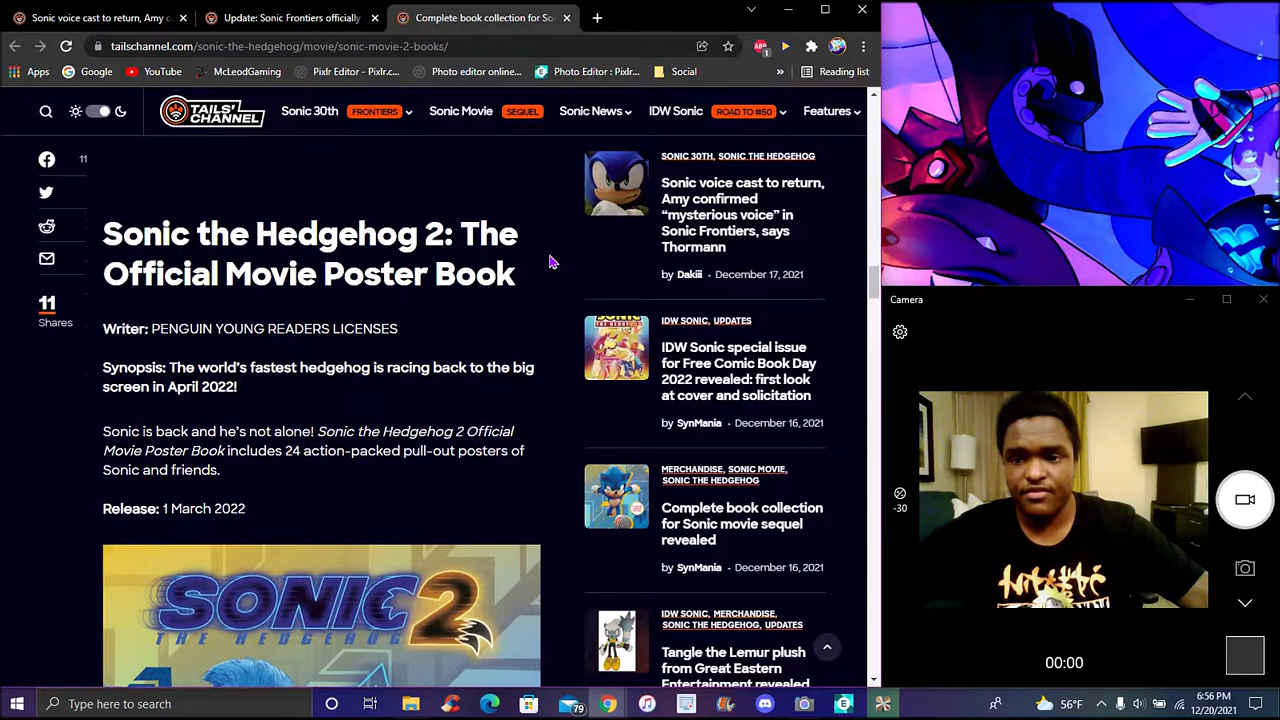 Sonic voice cast to return, Amy c
Update: Sonic Frontiers officially
Complete book collection for So
tailschannel.com/sonic-the-hedgehog/movie/sonic-movie-2-books/
Apps
Google
YouTube
McLeodGaming
Pixlr Editor - Pixlr.c...
Photo editor online...
Photo Editor : Pixlr...
Social
Reading list
TAILS' CHANNEL
Sonic 30th FRONTIERS
Sonic Movie SEQUEL
Sonic News
IDW Sonic ROAD TO #50
Features
11
11
Shares
Sonic the Hedgehog 2: The
Official Movie Poster Book
Writer: PENGUIN YOUNG READERS LICENSES
Synopsis: The world's fastest hedgehog is racing back to the big
screen in April 2022!
Sonic is back and he's not alone! Sonic the Hedgehog 2 Official
Movie Poster Book includes 24 action-packed pull-out posters of
Sonic and friends.
Release: 1 March 2022
SONIC 2
THE HEDGEHOG
SONIC 30TH, SONIC THE HEDGEHOG
Sonic voice cast to return,
Amy confirmed
“mysterious voice” in
Sonic Frontiers, says
Thormann
by Dakiii - December 17, 2021
IDW SONIC, UPDATES
IDW Sonic special issue
for Free Comic Book Day
2022 revealed: first look
at cover and solicitation
by SynMania - December 16, 2021
MERCHANDISE, SONIC MOVIE,
SONIC THE HEDGEHOG
Complete book collection
for Sonic movie sequel
revealed
by SynMania - December 16, 2021
IDW SONIC, MERCHANDISE,
SONIC THE HEDGEHOG, UPDATES
Tangle the Lemur plush
from Great Eastern
Entertainment revealed
Camera
-30
00:00
Type here to search
79
56°F
6:56 PM
12/20/2021